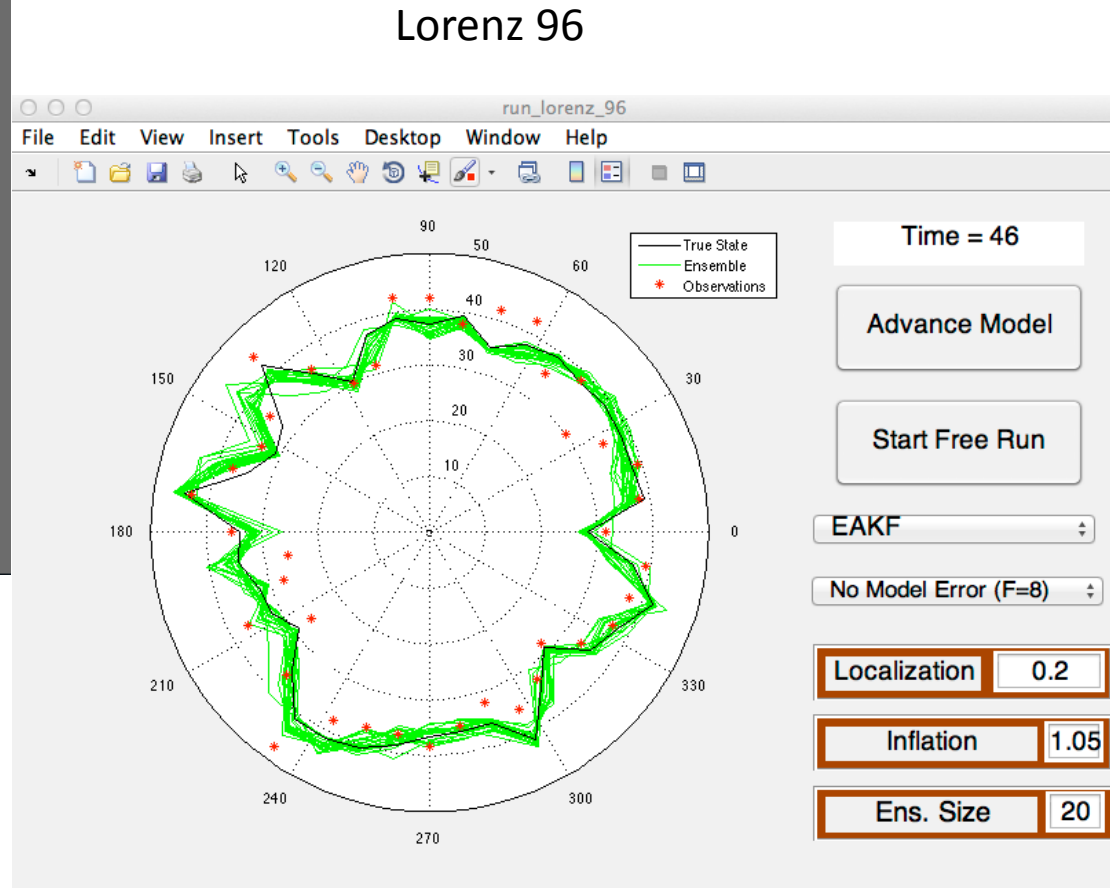 Lorenz 96
run_lorenz_96
File Edit View Insert Tools Desktop Window Help
90
50
120
60
40
150
30
30
20
10
180
0
210
330
240
300
270
True State
Ensemble
Observations
Time = 46
Advance Model
Start Free Run
EAKF
No Model Error (F=8)
Localization 0.2
Inflation 1.05
Ens. Size 20